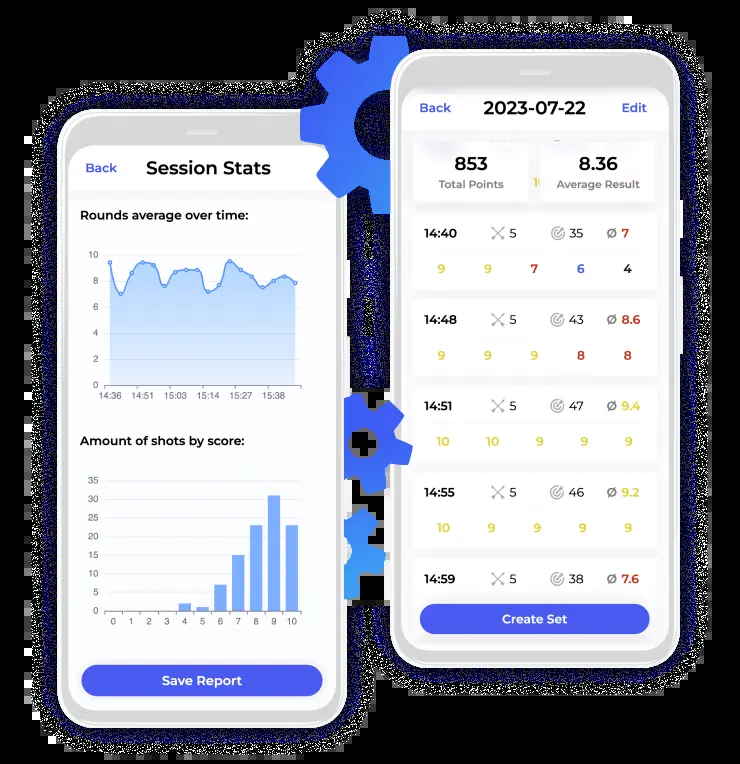 Back Session Stats
Rounds average over time:
10
8
6
4
2
0
14:36 14:51 15:03 15:14 15:27 15:38
Amount of shots by score:
35
30
25
20
15
10
5
0
0 1 2 3 4 5 6 7 8 9 10
Save Report
Back 2023-07-22 Edit
853 8.36
Total Points Average Result
14:40 5 35 Ø 7
9 9 7 6 4
14:48 5 43 Ø 8.6
9 9 9 8 8
14:51 5 47 Ø 9.4
10 10 9 9 9
14:55 5 46 Ø 9.2
10 9 9 9 9
14:59 5 38 Ø 7.6
Create Set